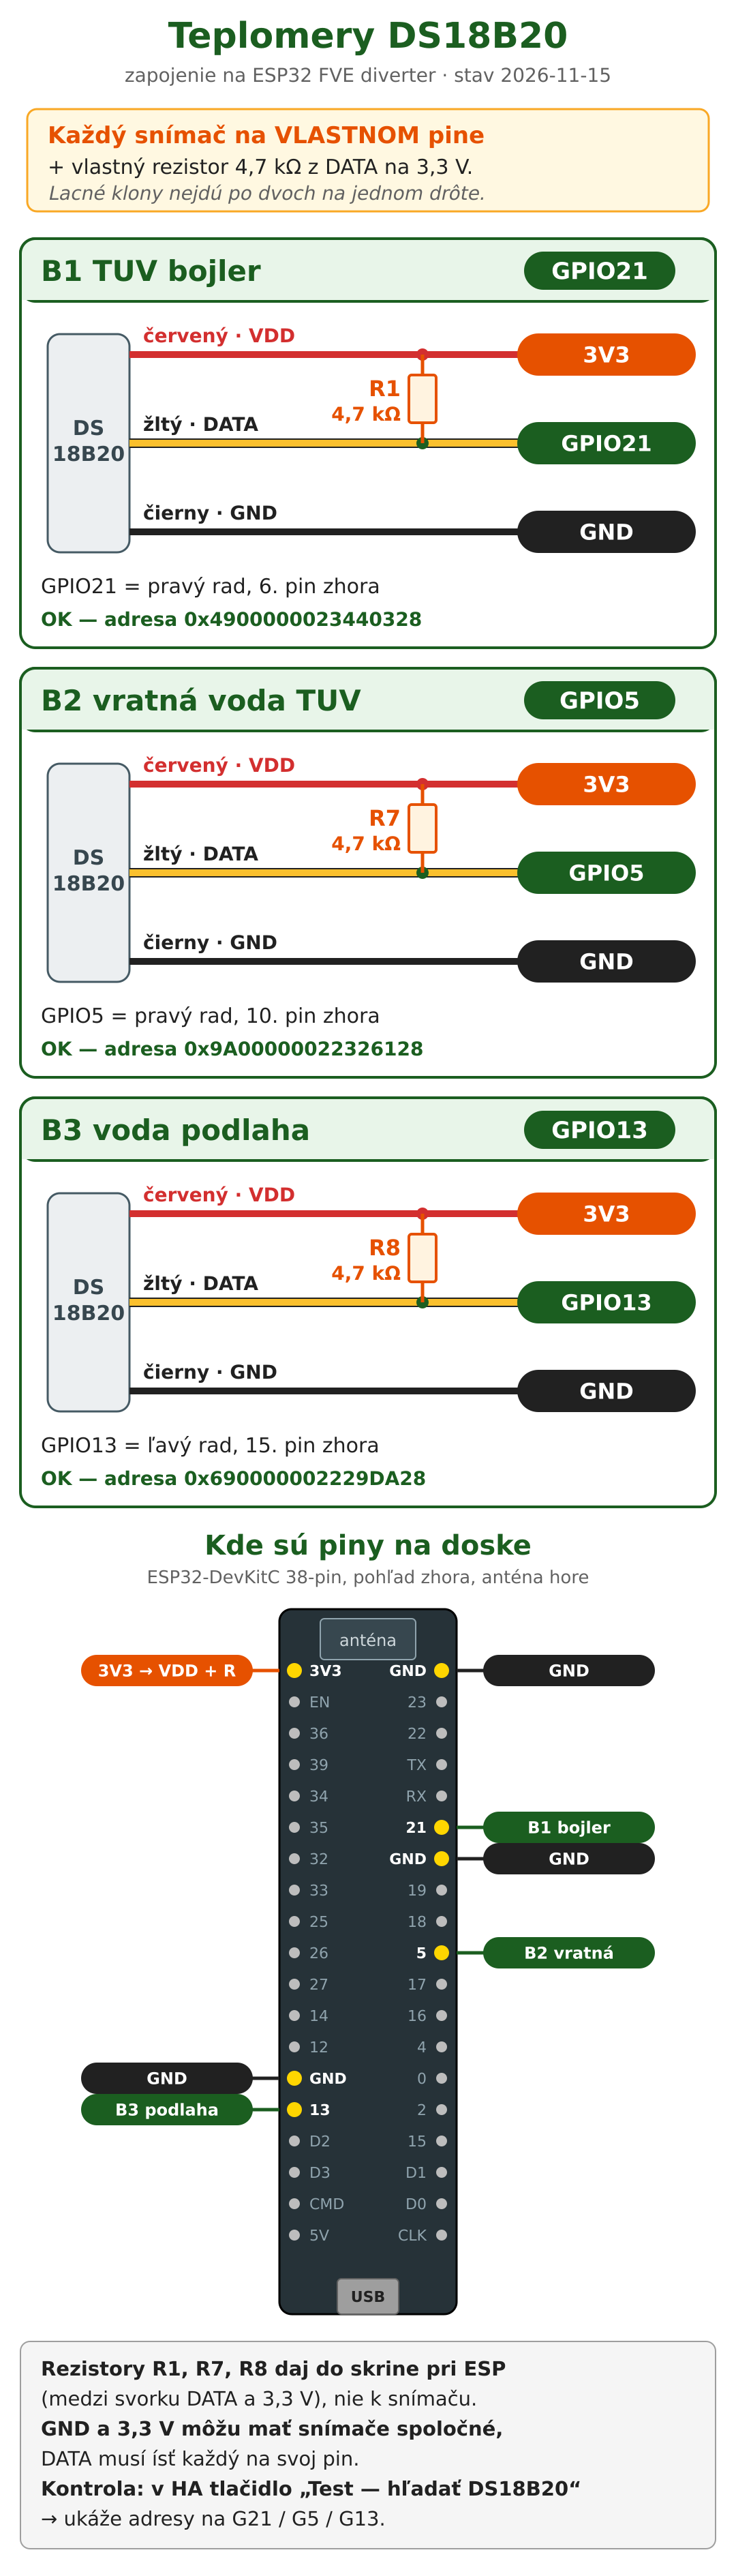 Teplomery DS18B20
zapojenie na ESP32 FVE diverter · stav 2026-11-15
Každý snímač na VLASTNOM pine
+ vlastný rezistor 4,7 kΩ z DATA na 3,3 V.
Lacné klony nejdú po dvoch na jednom drôte.
B1 TUV bojler
GPIO21
červený · VDD
3V3
R1
4,7 kΩ
DS
18B20
žltý · DATA
GPIO21
čierny · GND
GND
GPIO21 = pravý rad, 6. pin zhora
OK — adresa 0x4900000023440328
B2 vratná voda TUV
GPIO5
červený · VDD
3V3
R7
4,7 kΩ
DS
18B20
žltý · DATA
GPIO5
čierny · GND
GND
GPIO5 = pravý rad, 10. pin zhora
OK — adresa 0x9A00000022326128
B3 voda podlaha
GPIO13
červený · VDD
3V3
R8
4,7 kΩ
DS
18B20
žltý · DATA
GPIO13
čierny · GND
GND
GPIO13 = ľavý rad, 15. pin zhora
OK — adresa 0x690000002229DA28
Kde sú piny na doske
ESP32-DevKitC 38-pin, pohľad zhora, anténa hore
anténa
3V3 → VDD + R 3V3 GND GND
EN 23
36 22
39 TX
34 RX
35 21 B1 bojler
32 GND GND
33 19
25 18
26 5 B2 vratná
27 17
14 16
12 4
GND GND 0
B3 podlaha 13 2
D2 15
D3 D1
CMD D0
5V CLK
USB
Rezistory R1, R7, R8 daj do skrine pri ESP
(medzi svorku DATA a 3,3 V), nie k snímaču.
GND a 3,3 V môžu mať snímače spoločné,
DATA musí ísť každý na svoj pin.
Kontrola: v HA tlačidlo „Test — hľadať DS18B20“
→ ukáže adresy na G21 / G5 / G13.